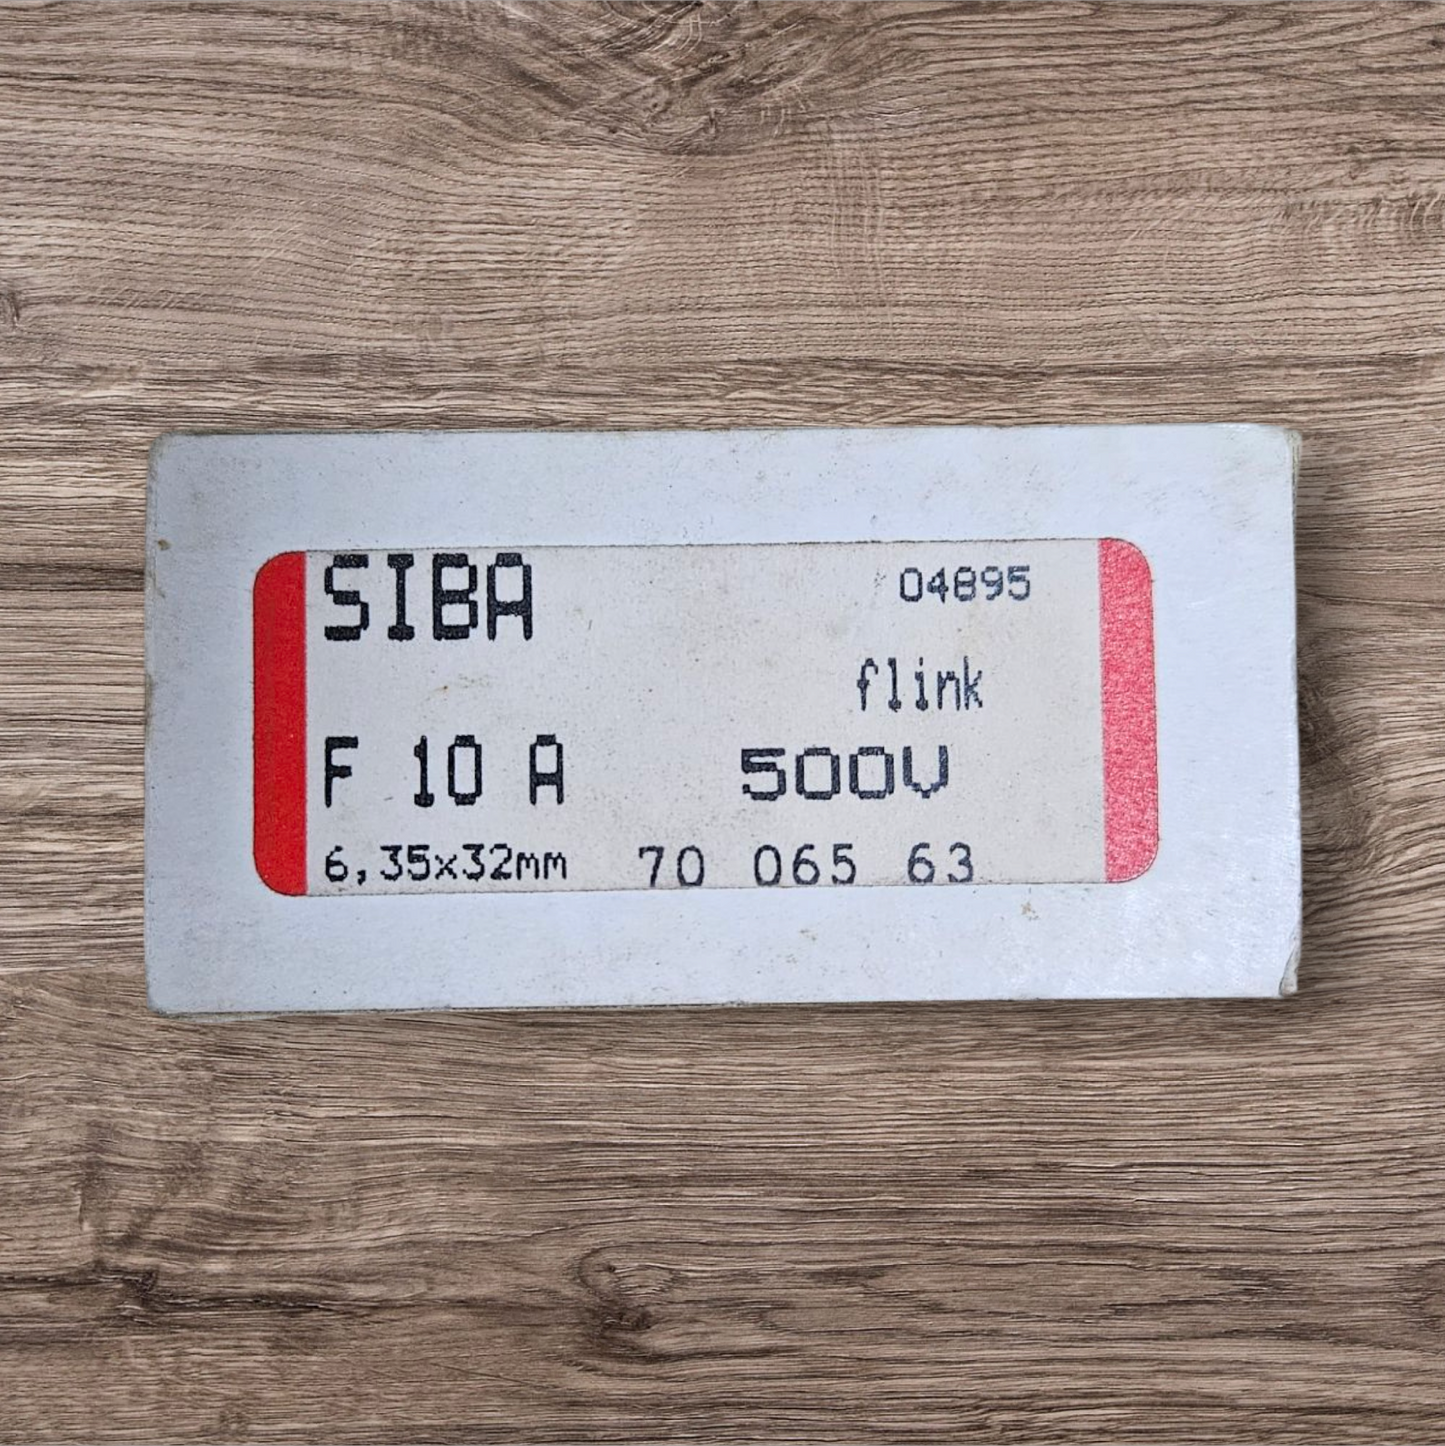 SIBA 04895
flink
F 10 A 500V
6,35x32mm 70 065 63